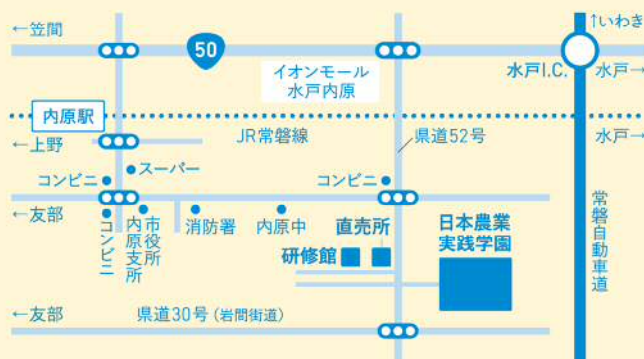 ←笠間
50
↑いわき
イオンモール
水戸内原
水戸I.C.
水戸→
内原駅
←上野
JR常磐線
県道52号
水戸→
スーパー
コンビニ
コンビニ
←友部
コンビニ
市役所
内原支所
消防署
内原中
直売所
研修館
日本農業
実践学園
常磐自動車道
←友部
県道30号（岩間街道）